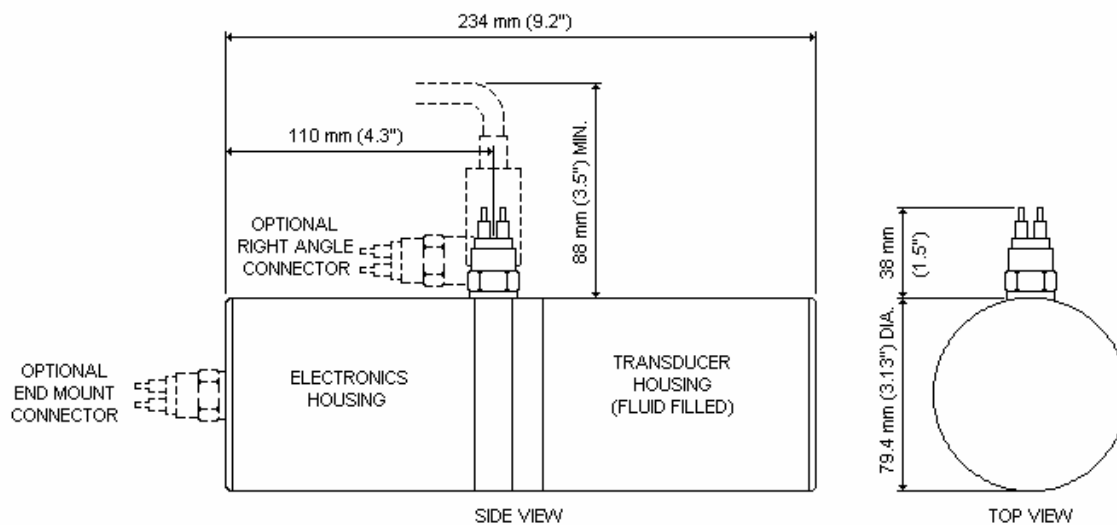 234 mm (9.2")
110 mm (4.3")
88 mm (3.5") MIN.
OPTIONAL
RIGHT ANGLE
CONNECTOR
38 mm
(1.5")
OPTIONAL
END MOUNT
CONNECTOR
ELECTRONICS
HOUSING
TRANSDUCER
HOUSING
(FLUID FILLED)
79.4 mm (3.13") DIA.
SIDE VIEW
TOP VIEW